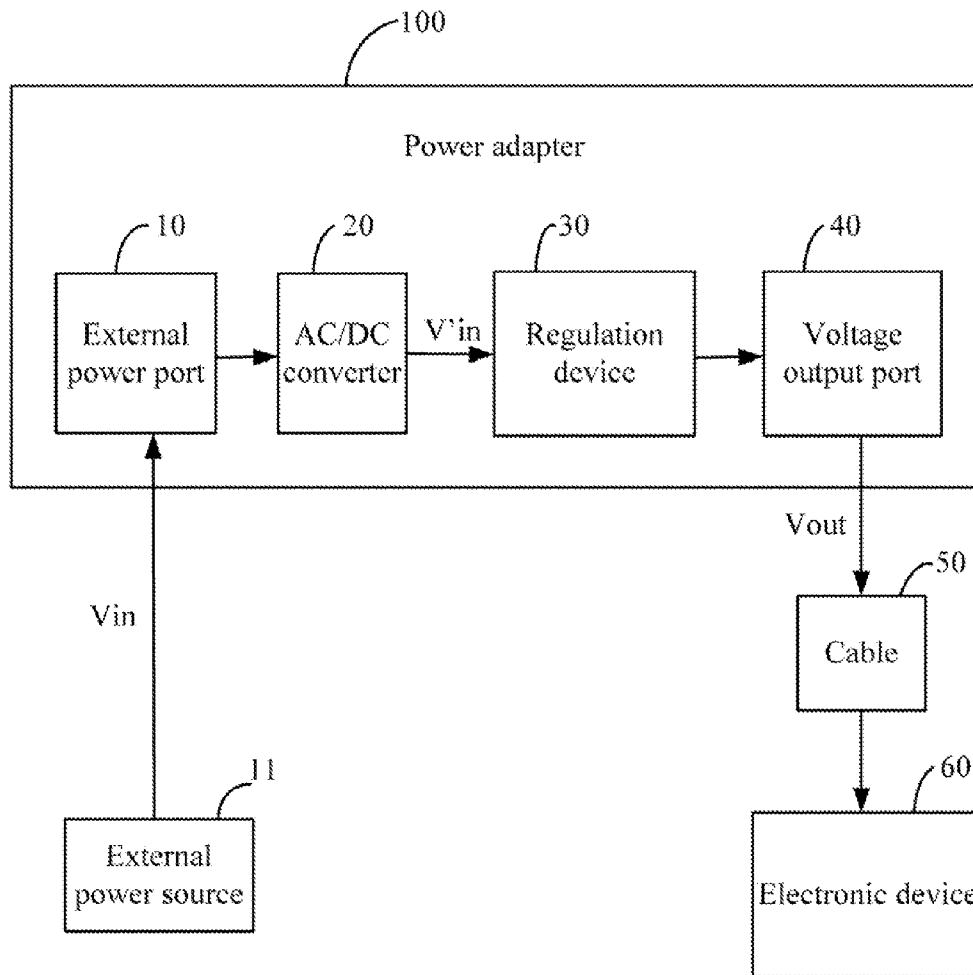 100
Power adapter
10
20
30
40
External
power port
AC/DC
converter
V'in
Regulation
device
Voltage
output port
Vout
50
Vin
Cable
11
60
External
power source
Electronic device